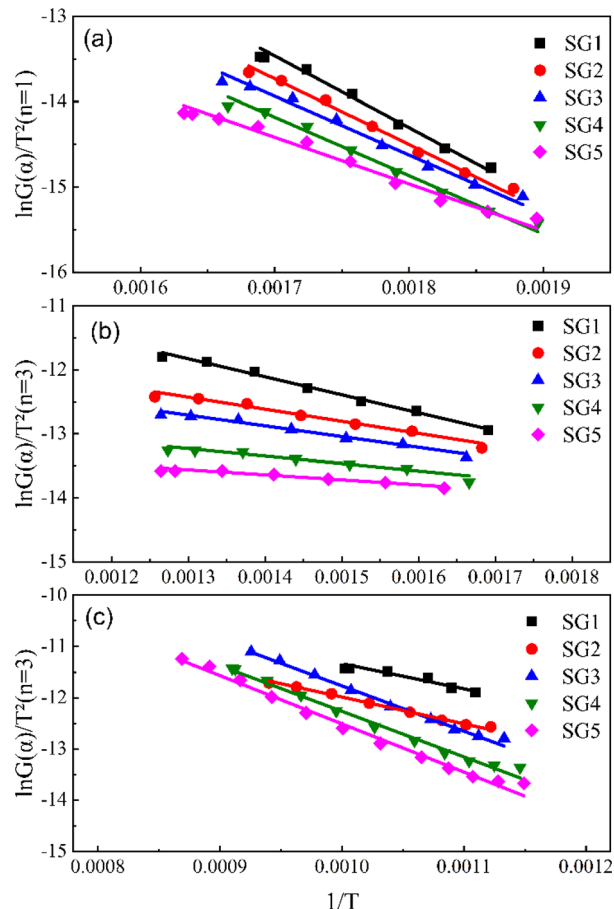 (a)
SG1
SG2
SG3
SG4
SG5
-13
-14
-15
-16
lnG(α)/T²(n=1)
0.0016 0.0017 0.0018 0.0019
(b)
SG1
SG2
SG3
SG4
SG5
-11
-12
-13
-14
-15
lnG(α)/T²(n=3)
0.0012 0.0013 0.0014 0.0015 0.0016 0.0017 0.0018
(c)
SG1
SG2
SG3
SG4
SG5
-10
-11
-12
-13
-14
-15
lnG(α)/T²(n=3)
0.0008 0.0009 0.0010 0.0011 0.0012
1/T